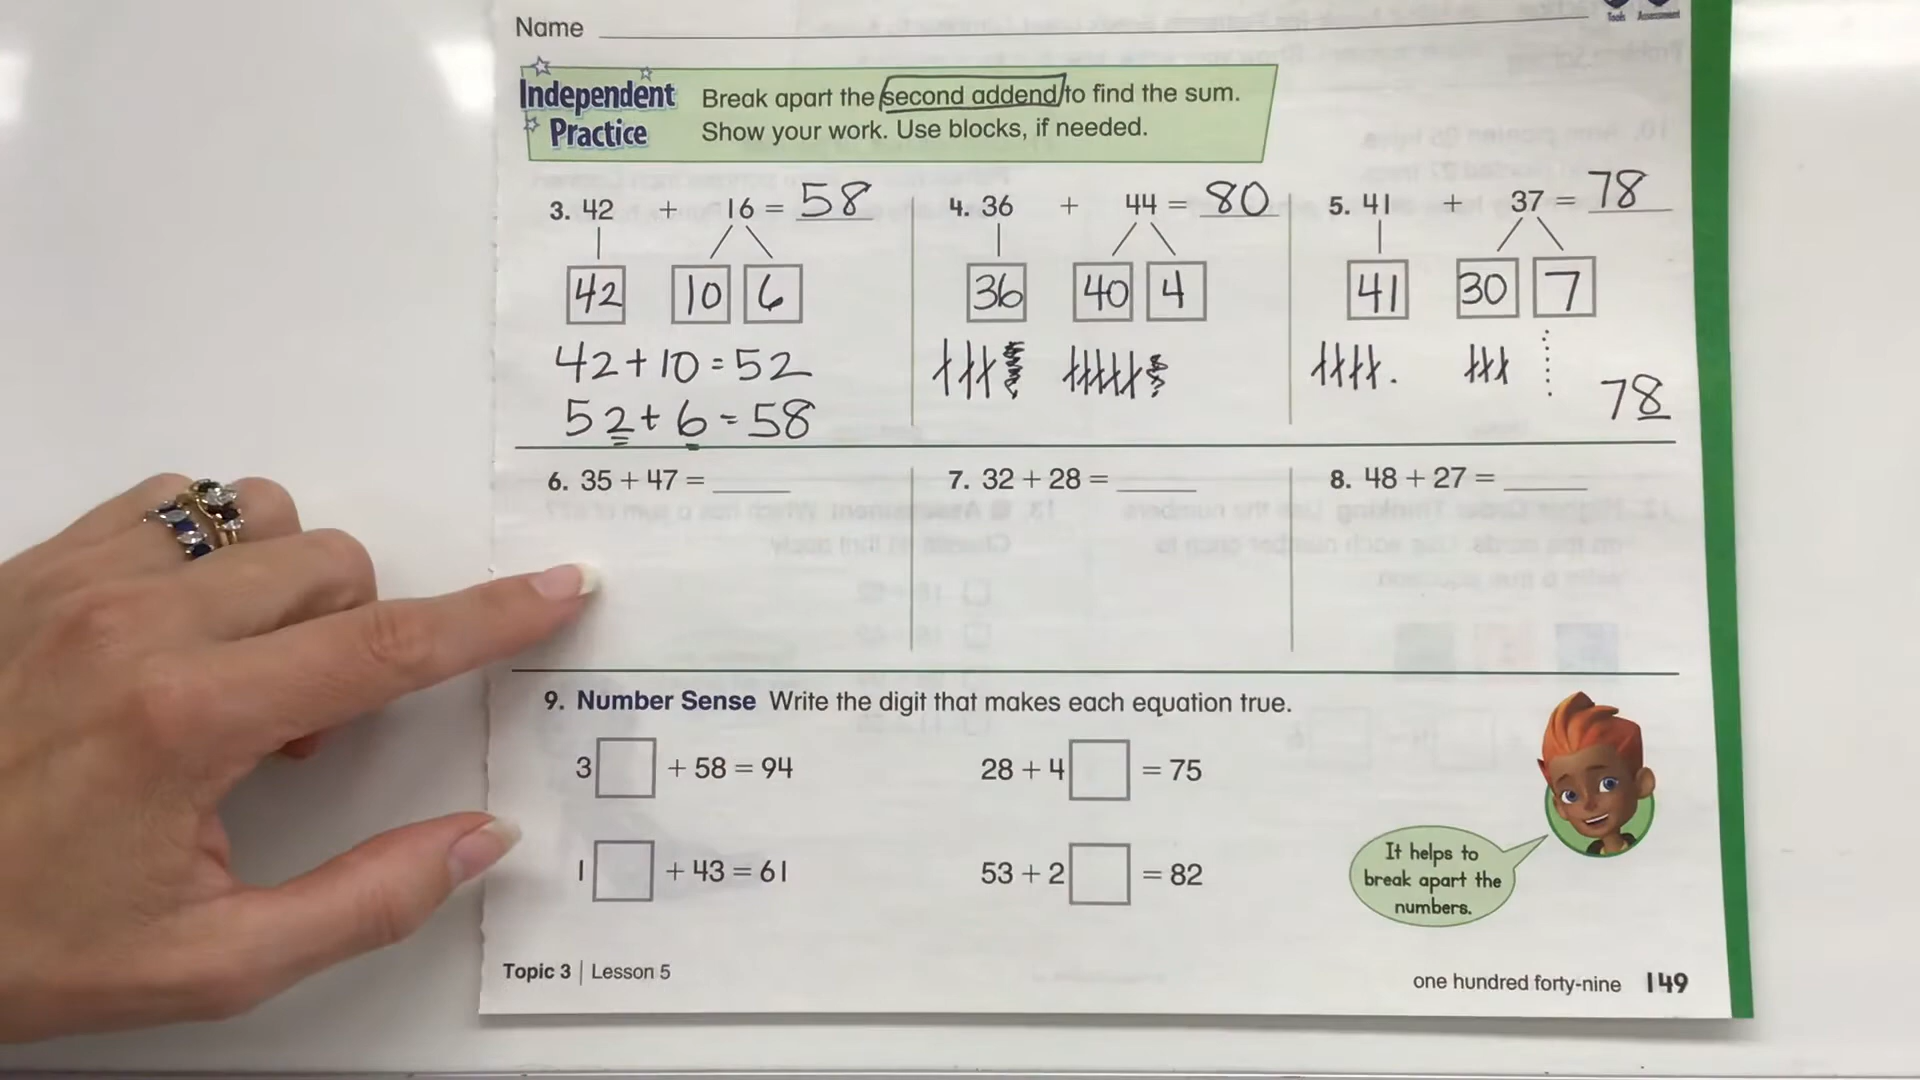 Name
Tools Assessment
Independent Practice
Break apart the second addend to find the sum.
Show your work. Use blocks, if needed.
3. 42 + 16 = 58
42 10 6
42 + 10 = 52
52 + 6 = 58
4. 36 + 44 = 80
36 40 4
5. 41 + 37 = 78
41 30 7
78
6. 35 + 47 =
7. 32 + 28 =
8. 48 + 27 =
9. Number Sense Write the digit that makes each equation true.
3 + 58 = 94
28 + 4 = 75
1 + 43 = 61
53 + 2 = 82
It helps to
break apart the
numbers.
Topic 3 | Lesson 5
one hundred forty-nine 149